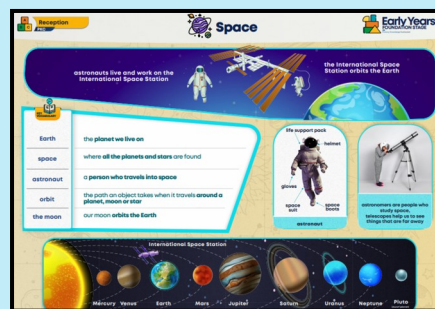 Reception
Space
Early Years
FOUNDATION STAGE
astronauts live and work on the
International Space Station
the International Space
Station orbits the Earth
Earth
the planet we live on
space
where all the planets and stars are found
astronaut
a person who travels into space
orbit
the path an object takes when it travels around a
planet, moon or star
the moon
our moon orbits the Earth
life support pack
helmet
gloves
space
suit
space
boots
astronaut
astronomers are people who
study space,
telescopes help us to see
things that are far away
International Space Station
Mercury Venus Earth Mars Jupiter Saturn Uranus Neptune Pluto